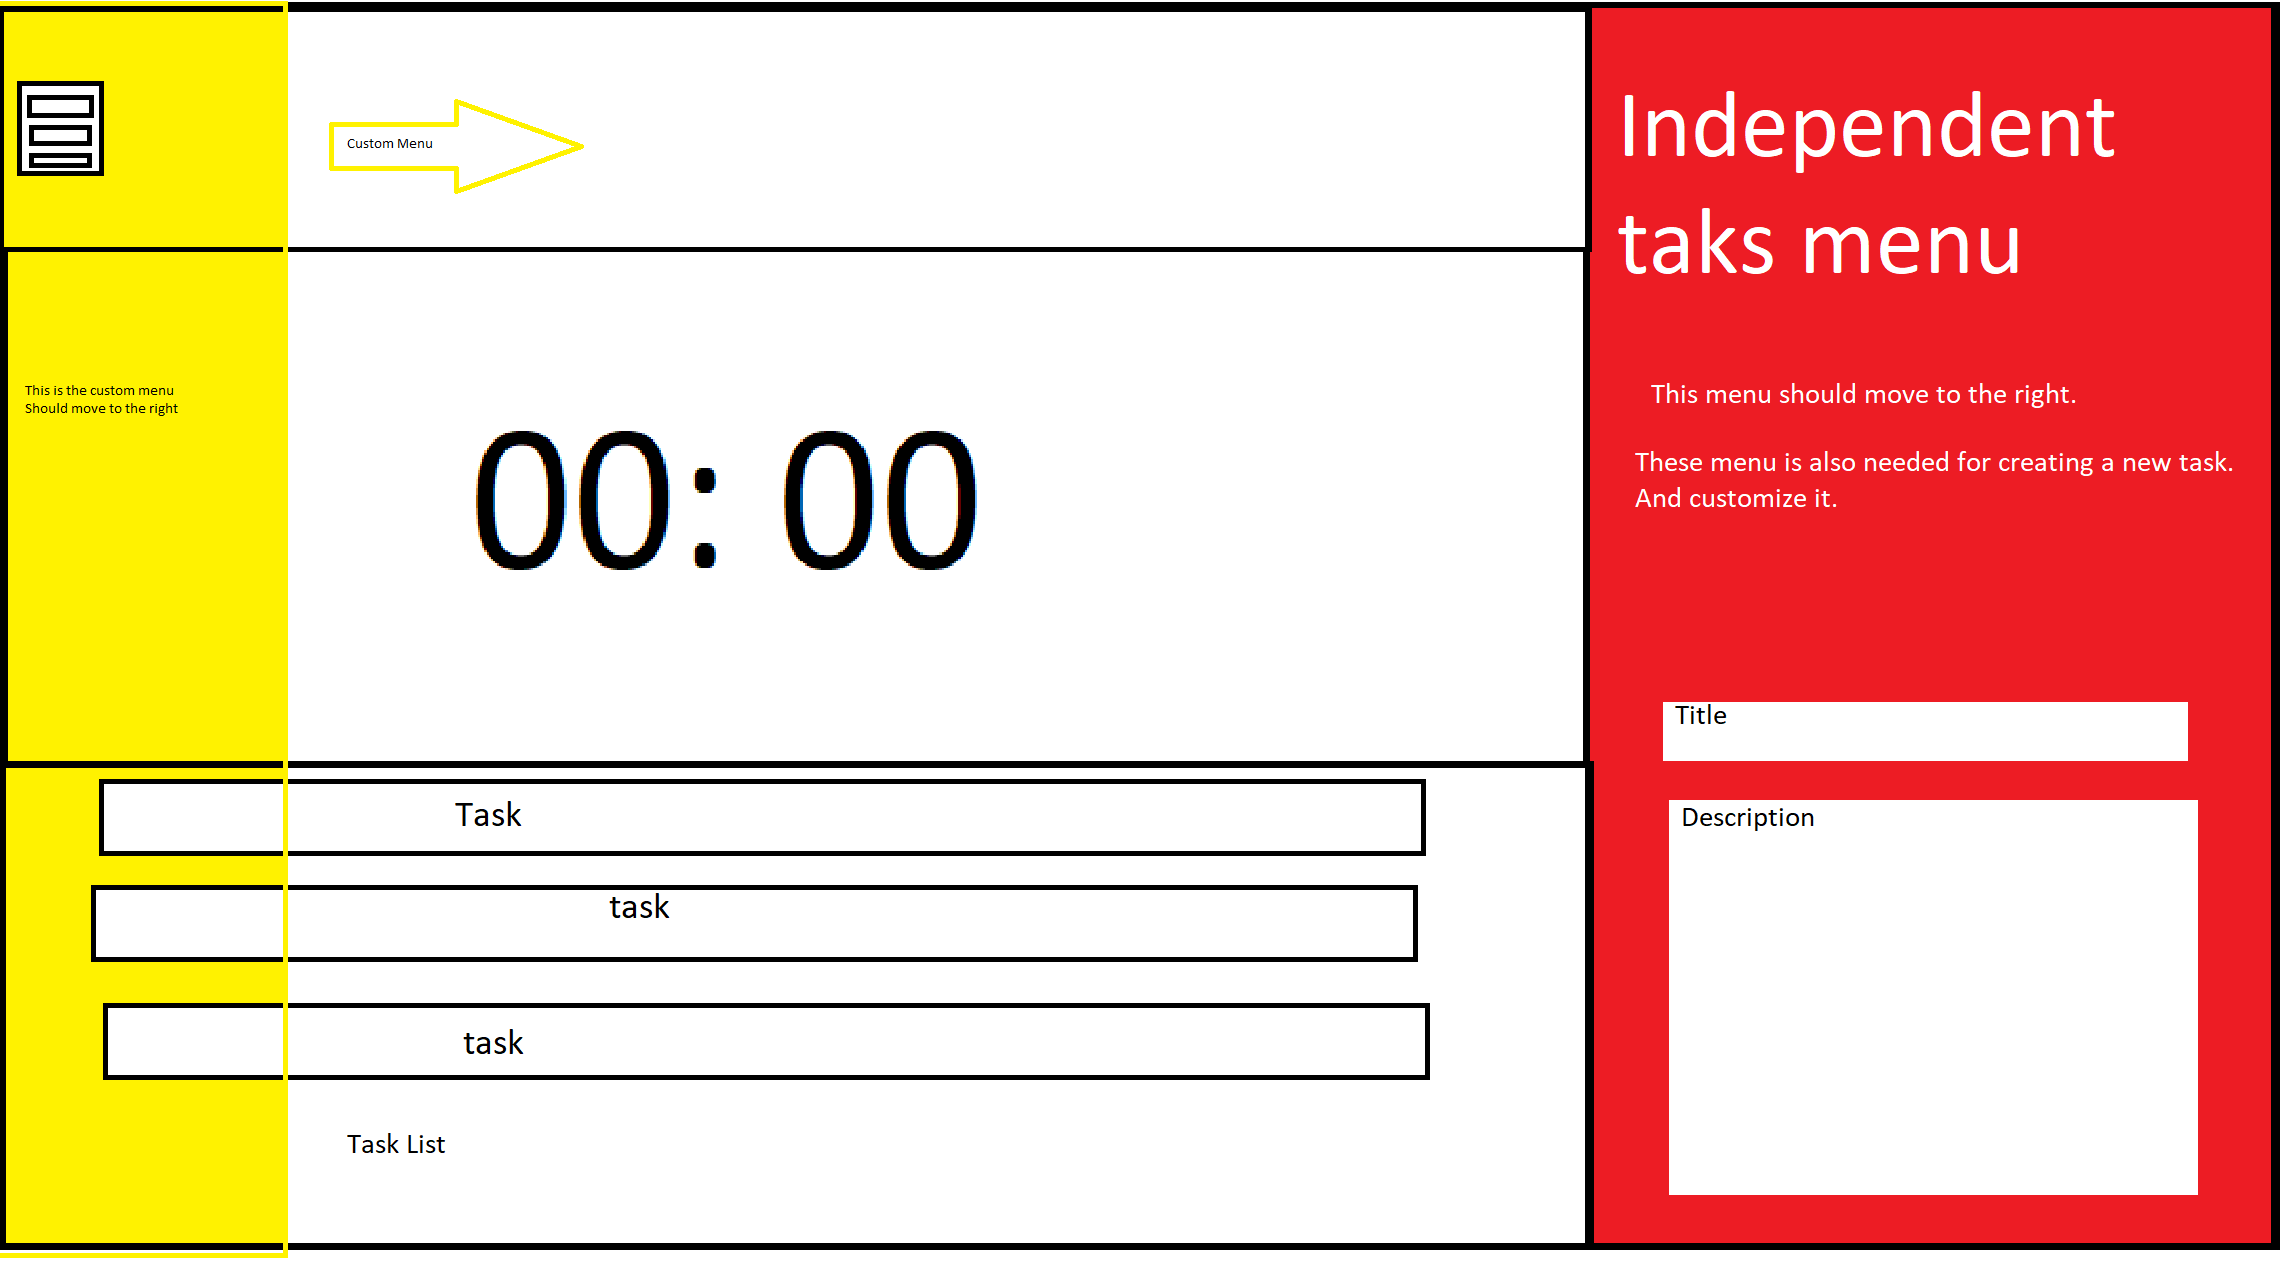 Custom Menu
This is the custom menu
Should move to the right
00: 00
Task
task
task
Task List
Independent
taks menu
This menu should move to the right.
These menu is also needed for creating a new task.
And customize it.
Title
Description